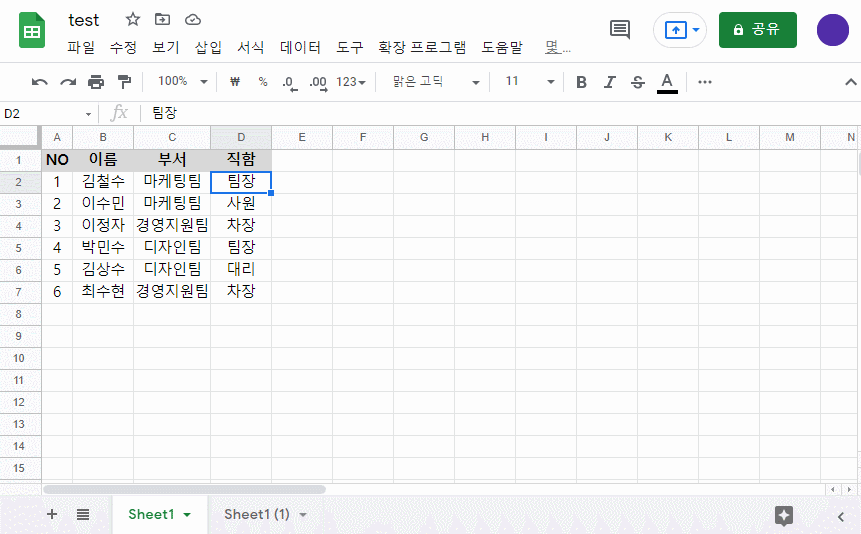 test
파일 수정 보기 삽입 서식 데이터 도구 확장 프로그램 도움말 몇 ...
공유
100% ₩ % .0 .00 123 맑은 고딕 11 B I S A
D2 fx 팀장
A B C D E F G H I J K L M N
1 NO 이름 부서 직함
2 1 김철수 마케팅팀 팀장
3 2 이수민 마케팅팀 사원
4 3 이정자 경영지원팀 차장
5 4 박민수 디자인팀 팀장
6 5 김상수 디자인팀 대리
7 6 최수현 경영지원팀 차장
8
9
10
11
12
13
14
15
Sheet1 Sheet1 (1)